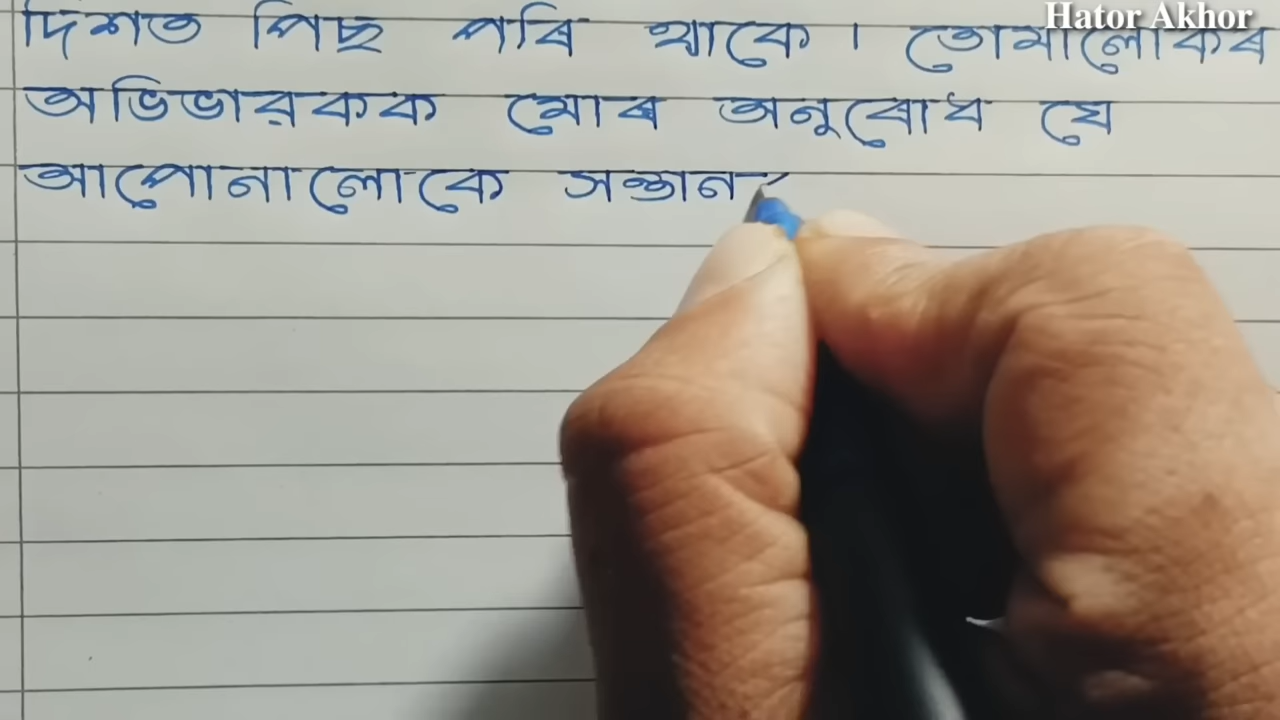 Hator Akhor
দিশত পিছ পৰি থাকে। তোমালোকৰ
অভিভাৱকক মোৰ অনুৰোধ যে
আপোনালোকে সন্তান